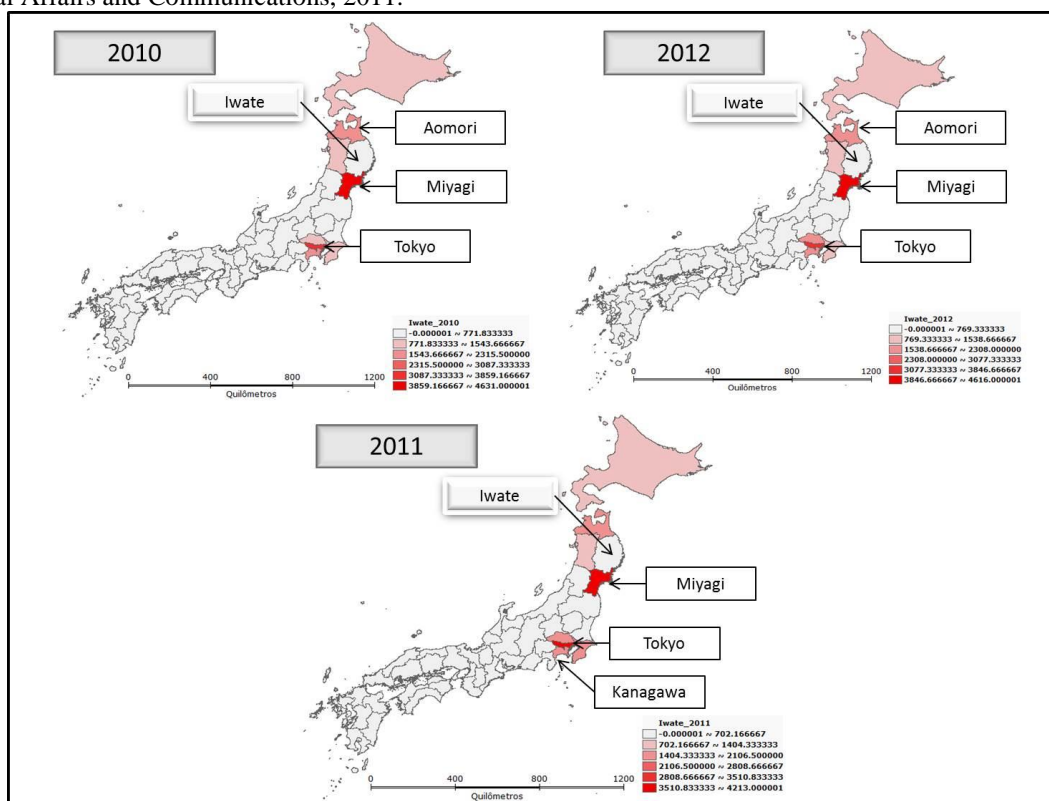 al Affairs and Communications, 2011.
2010
Iwate
Aomori
Miyagi
Tokyo
Iwate_2010
-0.000001 ~ 771.833333
771.833333 ~ 1543.666667
1543.666667 ~ 2315.500000
2315.500000 ~ 3087.333333
3087.333333 ~ 3859.166667
3859.166667 ~ 4631.000001
0 400 800 1200
Quilômetros
2012
Iwate
Aomori
Miyagi
Tokyo
Iwate_2012
-0.000001 ~ 769.333333
769.333333 ~ 1538.666667
1538.666667 ~ 2308.000000
2308.000000 ~ 3077.333333
3077.333333 ~ 3846.666667
3846.666667 ~ 4616.000001
0 400 800 1200
Quilômetros
2011
Iwate
Miyagi
Tokyo
Kanagawa
Iwate_2011
-0.000001 ~ 702.166667
702.166667 ~ 1404.333333
1404.333333 ~ 2106.500000
2106.500000 ~ 2808.666667
2808.666667 ~ 3510.833333
3510.833333 ~ 4213.000001
0 400 800 1200
Quilômetros